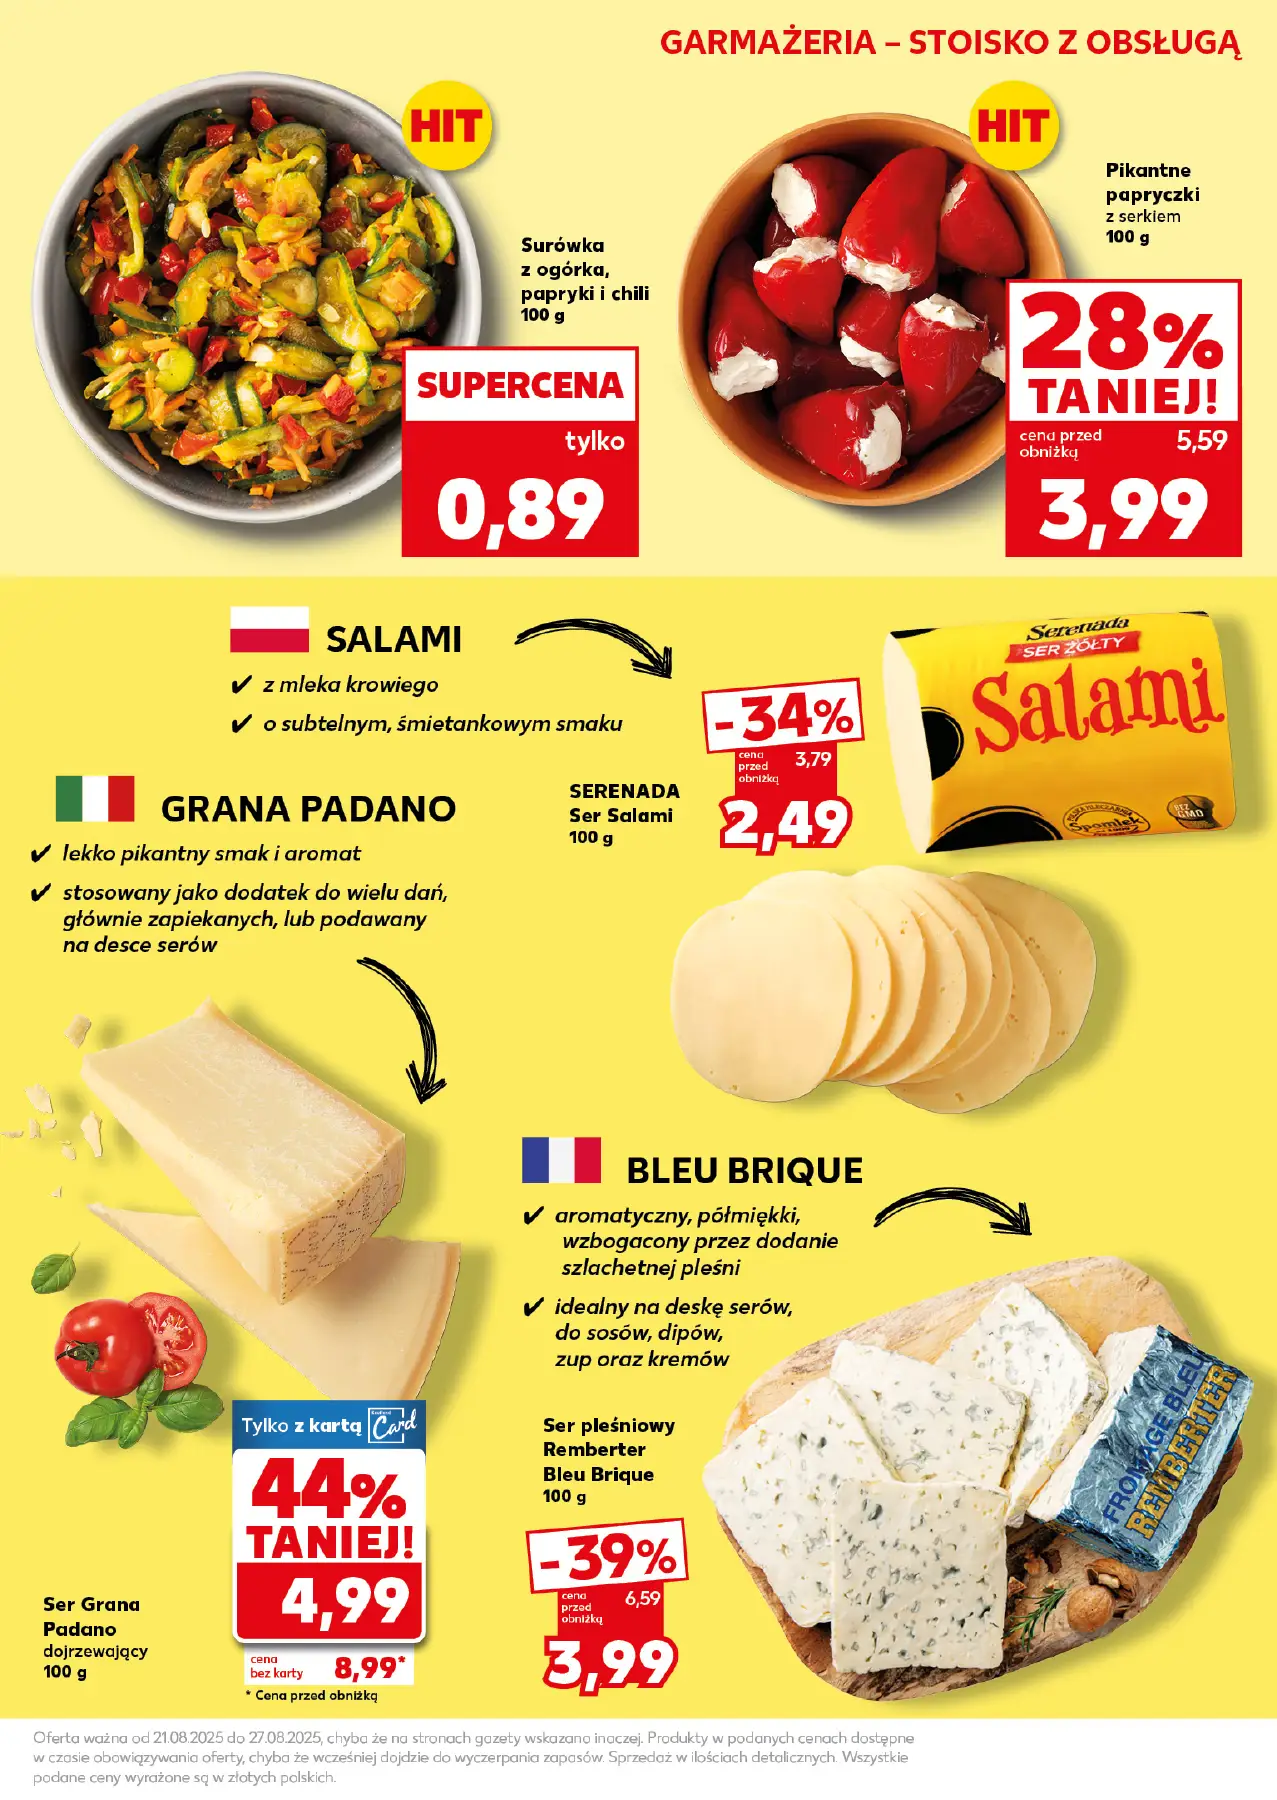 GARMAŻERIA – STOISKO Z OBSŁUGĄ
HIT
Surówka
z ogórka,
papryki i chili
100 g
SUPERCENA
tylko
0,89
HIT
Pikantne
papryczki
z serkiem
100 g
28%
TANIEJ!
cena przed
obniżką
5,59
3,99
SALAMI
✔ z mleka krowiego
✔ o subtelnym, śmietankowym smaku
Serenada
SER ŻÓŁTY
Salami
Spomlek
BEZ
GMO
-34%
cena
przed
obniżką
3,79
2,49
SERENADA
Ser Salami
100 g
GRANA PADANO
✔ lekko pikantny smak i aromat
✔ stosowany jako dodatek do wielu dań,
głównie zapiekanych, lub podawany
na desce serów
BLEU BRIQUE
✔ aromatyczny, półmiękki,
wzbogacony przez dodanie
szlachetnej pleśni
✔ idealny na deskę serów,
do sosów, dipów,
zup oraz kremów
FROMAGE BLEU
REMBERTER
Ser pleśniowy
Remberter
Bleu Brique
100 g
-39%
cena
przed
obniżką
6,59
3,99
Tylko z kartą
Kaufland
Card
44%
TANIEJ!
4,99
cena
bez karty
8,99*
* Cena przed obniżką
Ser Grana
Padano
dojrzewający
100 g
Oferta ważna od 21.08.2025 do 27.08.2025, chyba że na stronach gazety wskazano inaczej. Produkty w podanych cenach dostępne
w czasie obowiązywania oferty, chyba że wcześniej dojdzie do wyczerpania zapasów. Sprzedaż w ilościach detalicznych. Wszystkie
podane ceny wyrażone są w złotych polskich.